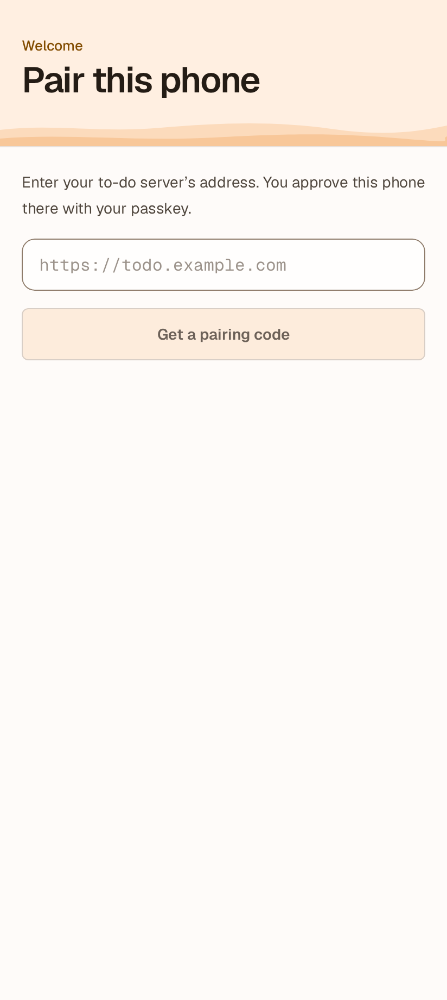 Welcome
Pair this phone
Enter your to-do server’s address. You approve this phone
there with your passkey.
https://todo.example.com
Get a pairing code